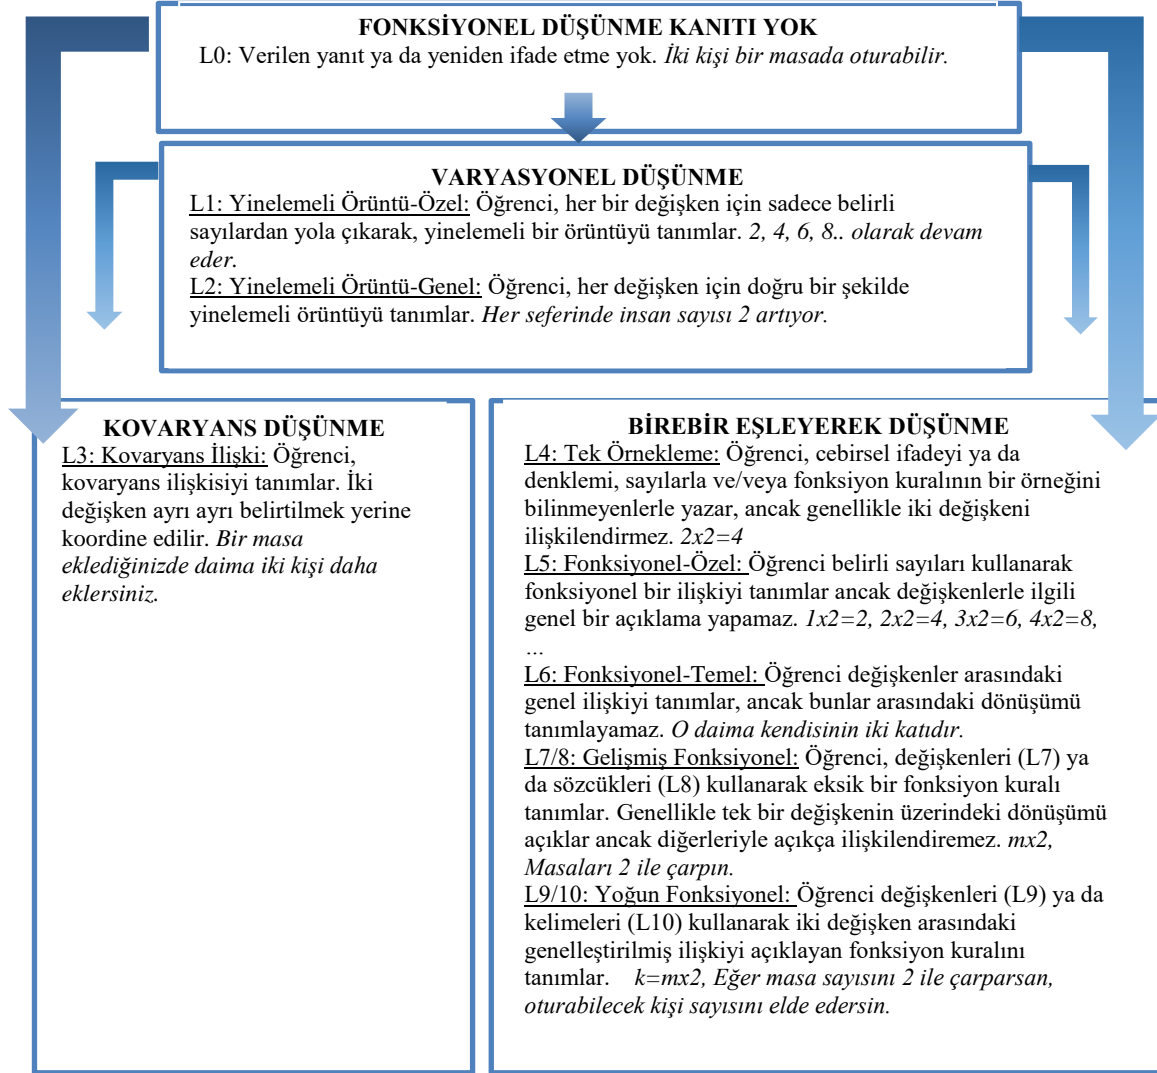 FONKSİYONEL DÜŞÜNME KANITI YOK
L0: Verilen yanıt ya da yeniden ifade etme yok. İki kişi bir masada oturabilir.
VARYASYONEL DÜŞÜNME
L1: Yinelemeli Örüntü-Özel: Öğrenci, her bir değişken için sadece belirli
sayılardan yola çıkarak, yinelemeli bir örüntüyü tanımlar. 2, 4, 6, 8.. olarak devam
eder.
L2: Yinelemeli Örüntü-Genel: Öğrenci, her değişken için doğru bir şekilde
yinelemeli örüntüyü tanımlar. Her seferinde insan sayısı 2 artıyor.
KOVARYANS DÜŞÜNME
L3: Kovaryans İlişki: Öğrenci,
kovaryans ilişkisiyi tanımlar. İki
değişken ayrı ayrı belirtilmek yerine
koordine edilir. Bir masa
eklediğinizde daima iki kişi daha
eklersiniz.
BİREBİR EŞLEYEREK DÜŞÜNME
L4: Tek Örnekleme: Öğrenci, cebirsel ifadeyi ya da
denklemi, sayılarla ve/veya fonksiyon kuralının bir örneğini
bilinmeyenlerle yazar, ancak genellikle iki değişkeni
ilişkilendirmez. 2x2=4
L5: Fonksiyonel-Özel: Öğrenci belirli sayıları kullanarak
fonksiyonel bir ilişkiyi tanımlar ancak değişkenlerle ilgili
genel bir açıklama yapamaz. 1x2=2, 2x2=4, 3x2=6, 4x2=8,
…
L6: Fonksiyonel-Temel: Öğrenci değişkenler arasındaki
genel ilişkiyi tanımlar, ancak bunlar arasındaki dönüşümü
tanımlayamaz. O daima kendisinin iki katıdır.
L7/8: Gelişmiş Fonksiyonel: Öğrenci, değişkenleri (L7) ya
da sözcükleri (L8) kullanarak eksik bir fonksiyon kuralı
tanımlar. Genellikle tek bir değişkenin üzerindeki dönüşümü
açıklar ancak diğerleriyle açıkça ilişkilendiremez. mx2,
Masaları 2 ile çarpın.
L9/10: Yoğun Fonksiyonel: Öğrenci değişkenleri (L9) ya da
kelimeleri (L10) kullanarak iki değişken arasındaki
genelleştirilmiş ilişkiyi açıklayan fonksiyon kuralını
tanımlar. k=mx2, Eğer masa sayısını 2 ile çarparsan,
oturabilecek kişi sayısını elde edersin.